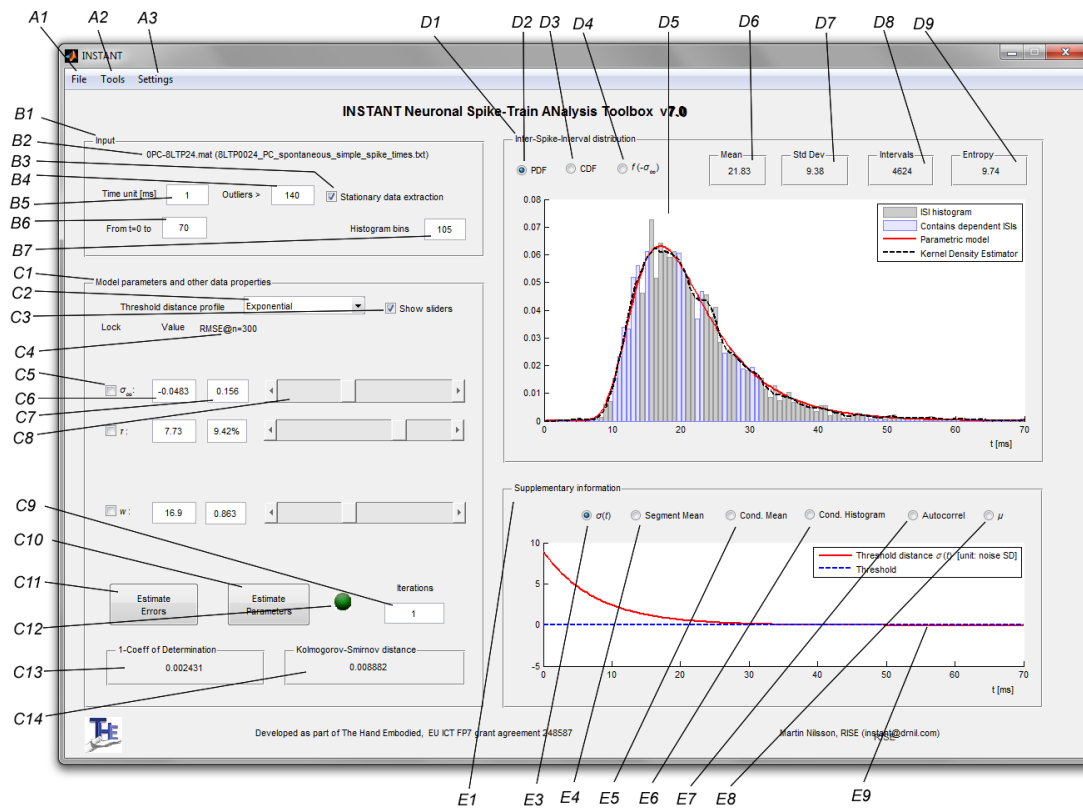 A1
A2
A3
D1
D2
D3
D4
D5
D6
D7
D8
D9
INSTANT
File Tools Settings
INSTANT Neuronal Spike-Train ANalysis Toolbox v7.0
B1
B2
B3
B4
B5
B6
B7
Input
0PC-8LTP24.mat (8LTP0024_PC_spontaneous_simple_spike_times.txt)
Time unit [ms] 1 Outliers > 140 Stationary data extraction
From t=0 to 70 Histogram bins 105
C1
C2
C3
C4
C5
C6
C7
C8
C9
C10
C11
C12
C13
C14
Model parameters and other data properties
Threshold distance profile Exponential Show sliders
Lock Value RMSE@n=300
σ∞: -0.0483 0.156
τ: 7.73 9.42%
w: 16.9 0.863
Estimate Errors
Estimate Parameters
Iterations
1
1-Coeff of Determination
0.002431
Kolmogorov-Smirnov distance
0.008882
Inter-Spike-Interval distribution
PDF CDF f(-σ∞)
Mean
21.83
Std Dev
9.38
Intervals
4624
Entropy
9.74
0.08
0.07
0.06
0.05
0.04
0.03
0.02
0.01
0
ISI histogram
Contains dependent ISIs
Parametric model
Kernel Density Estimator
0 10 20 30 40 50 60 70
t [ms]
Supplementary information
σ(t) Segment Mean Cond. Mean Cond. Histogram Autocorrel μ
10
5
0
-5
Threshold distance σ(t) [unit: noise SD]
Threshold
0 10 20 30 40 50 60 70
t [ms]
THE
Developed as part of The Hand Embodied, EU ICT FP7 grant agreement 248587
Martin Nilsson, RISE (instant@drnil.com)
RISE
E1
E3
E4
E5
E6
E7
E8
E9